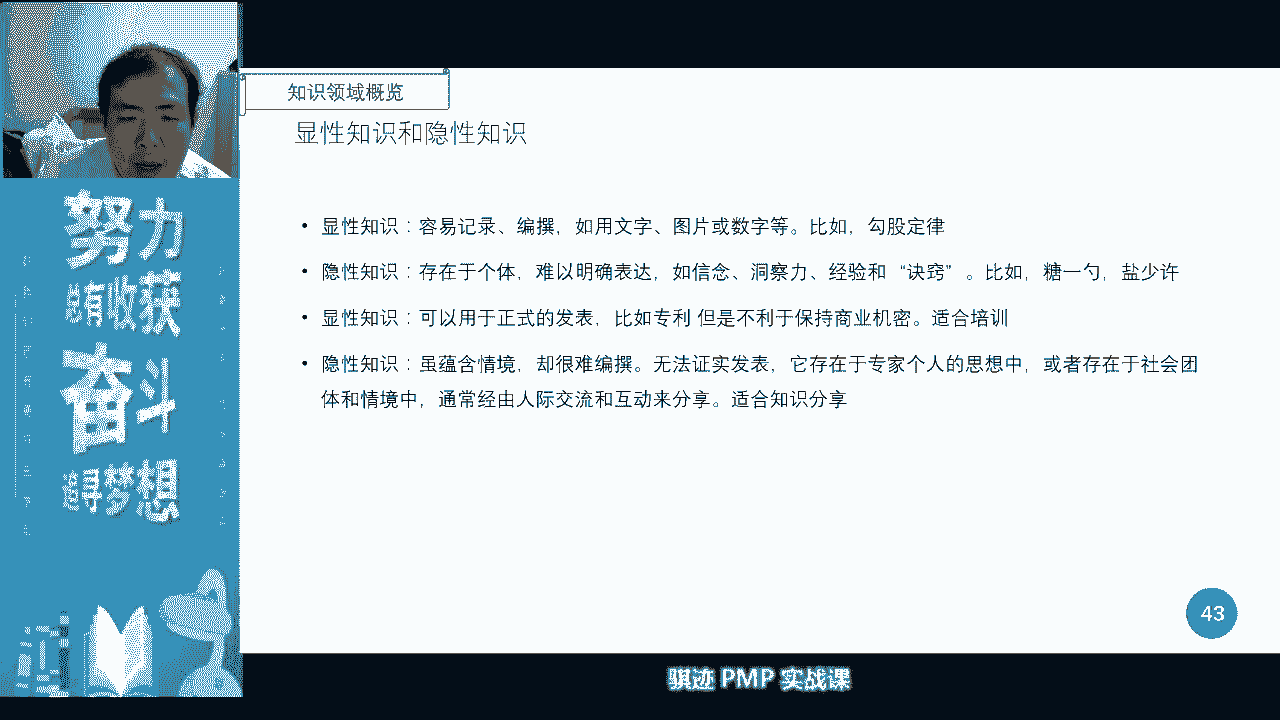 知识领域概览
显性知识和隐性知识
• 显性知识：容易记录、编撰，如用文字、图片或数字等。比如，勾股定律
• 隐性知识：存在于个体，难以明确表达，如信念、洞察力、经验和“诀窍”。比如，糖一勺，盐少许
• 显性知识：可以用于正式的发表，比如专利 但是不利于保持商业机密。适合培训
• 隐性知识：虽蕴含情境，却很难编撰。无法证实发表，它存在于专家个人的思想中，或者存在于社会团
体和情境中，通常经由人际交流和互动来分享。适合知识分享
43
努力
总有收获
奋斗
追寻梦想
骐迹 PMP 实战课